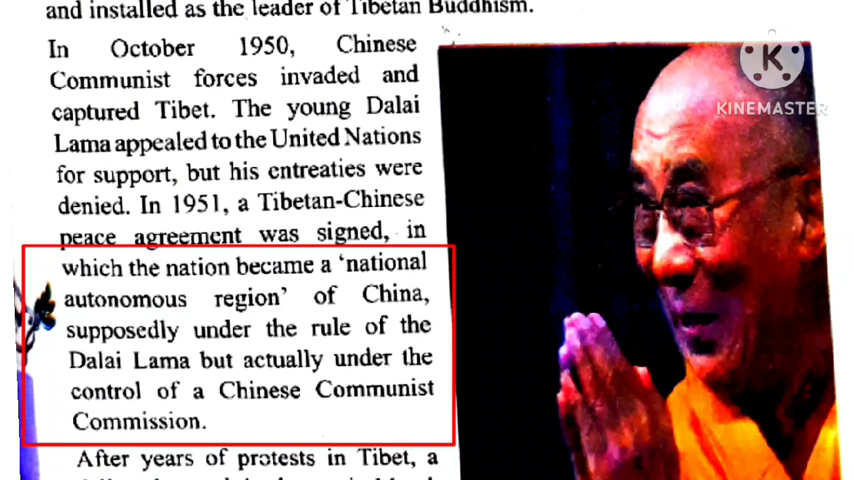 and installed as the leader of Tibetan Buddhism.
In October 1950, Chinese
Communist forces invaded and
captured Tibet. The young Dalai
Lama appealed to the United Nations
for support, but his entreaties were
denied. In 1951, a Tibetan-Chinese
peace agreement was signed, in
which the nation became a 'national
autonomous region' of China,
supposedly under the rule of the
Dalai Lama but actually under the
control of a Chinese Communist
Commission.
After years of protests in Tibet, a
K
KINEMASTER